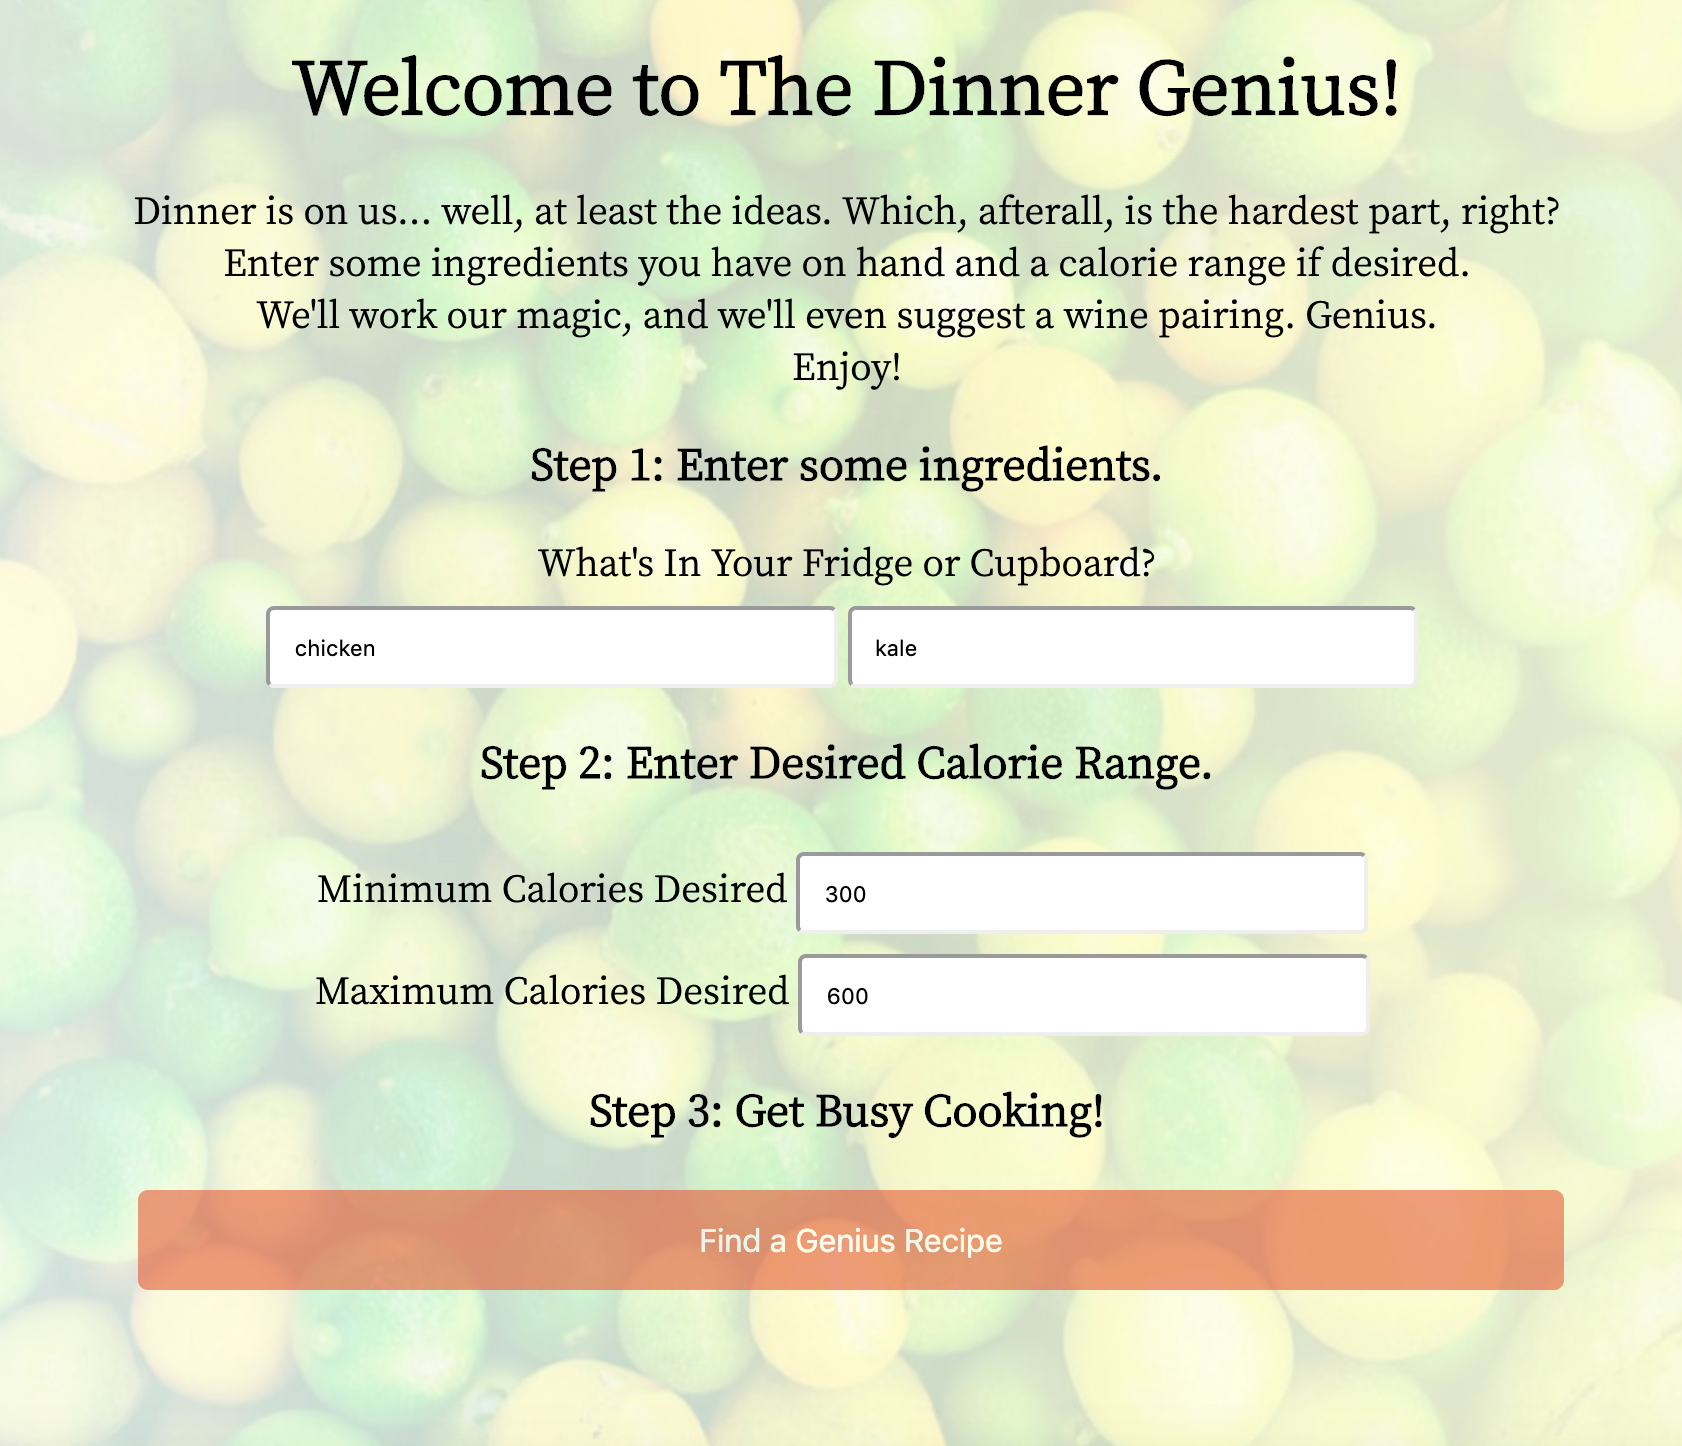 Welcome to The Dinner Genius!
Dinner is on us... well, at least the ideas. Which, afterall, is the hardest part, right?
Enter some ingredients you have on hand and a calorie range if desired.
We'll work our magic, and we'll even suggest a wine pairing. Genius.
Enjoy!
Step 1: Enter some ingredients.
What's In Your Fridge or Cupboard?
chicken kale
Step 2: Enter Desired Calorie Range.
Minimum Calories Desired 300
Maximum Calories Desired 600
Step 3: Get Busy Cooking!
Find a Genius Recipe